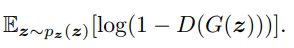 𝔼_{𝒛∼p_𝒛(𝒛)}[log(1 − D(G(𝒛)))].